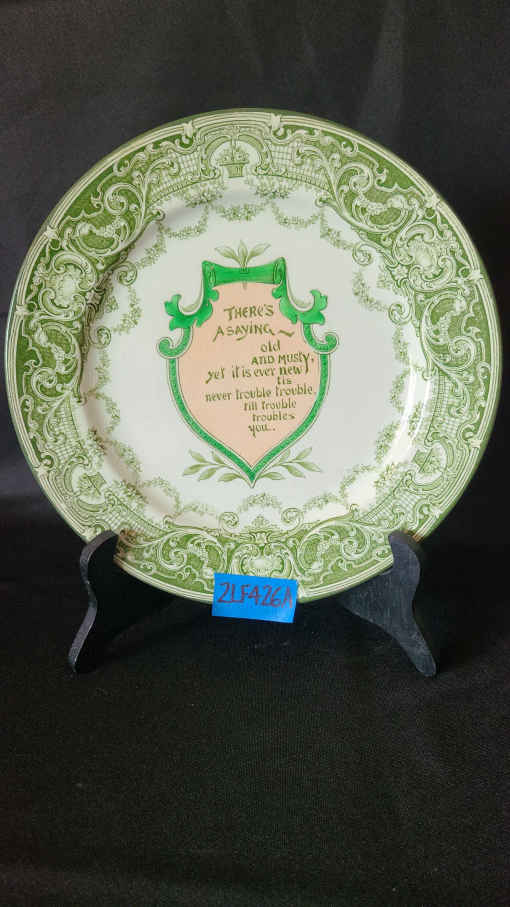 THERE'S
A SAYING ~
old
AND MUSTY,
yet it is ever new
tis
never trouble trouble.
till trouble
troubles
you..
2LF426A